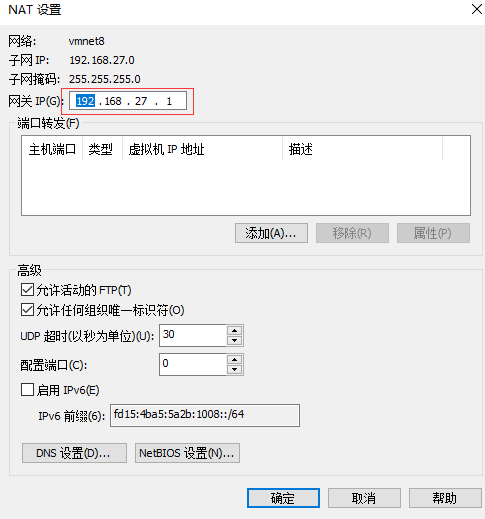 NAT 设置
网络: vmnet8
子网 IP: 192.168.27.0
子网掩码: 255.255.255.0
网关 IP(G): 192 . 168 . 27 . 1
端口转发(F)
主机端口 类型 虚拟机 IP 地址 描述
添加(A)... 移除(R) 属性(P)
高级
允许活动的 FTP(T)
允许任何组织唯一标识符(O)
UDP 超时(以秒为单位)(U): 30
配置端口(C): 0
启用 IPv6(E)
IPv6 前缀(6): fd15:4ba5:5a2b:1008::/64
DNS 设置(D)... NetBIOS 设置(N)...
确定 取消 帮助